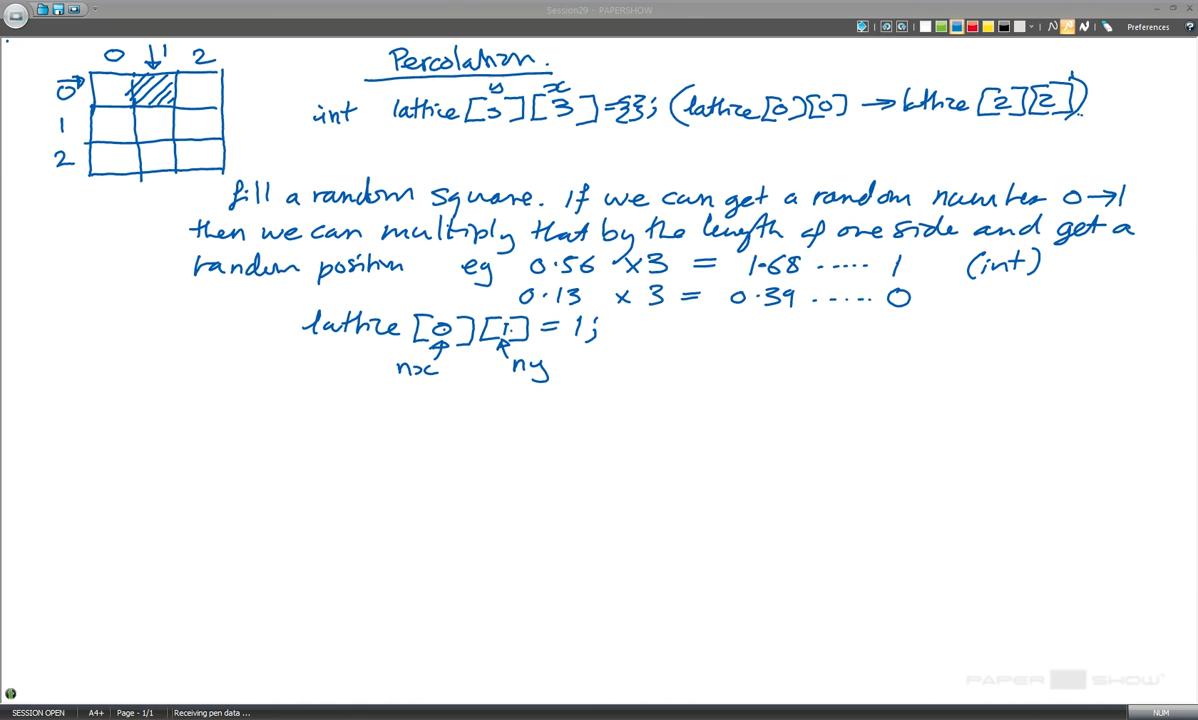 Session29 - PAPERSHOW
Preferences
0 1 2
0
1
2
Percolation.
y x
int lattice [3][3]={}; (lattice[0][0] → lattice [2][2])
fill a random square. If we can get a random number 0→1
then we can multiply that by the length of one side and get a
random position eg 0.56 x3 = 1.68 ..... 1 (int)
0.13 x 3 = 0.39 ..... 0
lattice [0][1] = 1;
nx ny
PAPER SHOW
SESSION OPEN A4+ Page - 1/1 Receiving pen data ... NUM